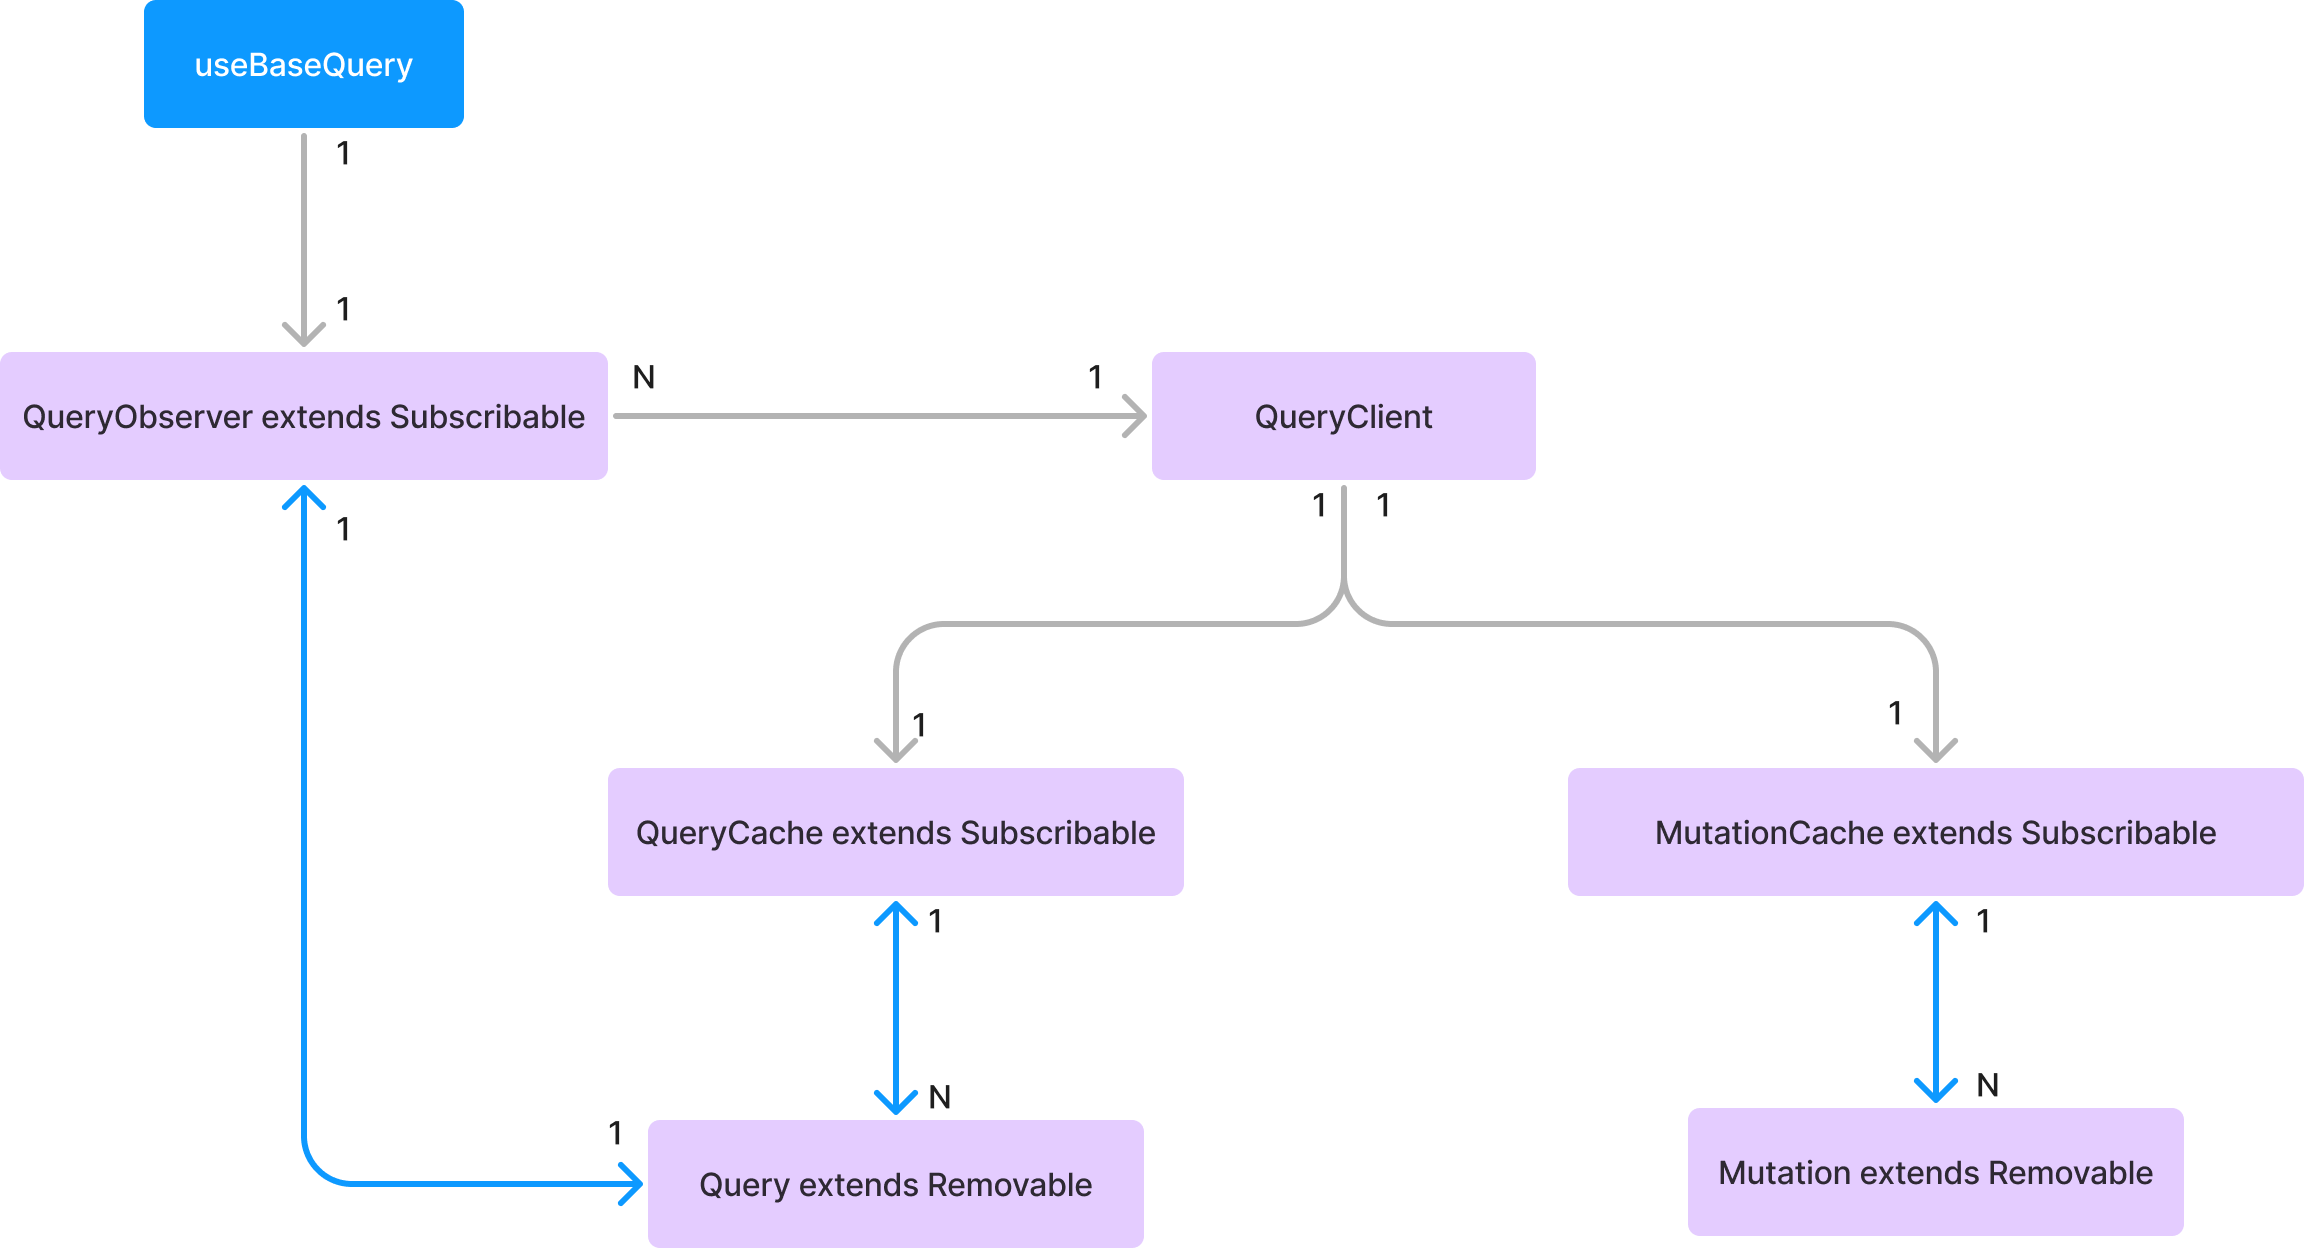 useBaseQuery
1
1
QueryObserver extends Subscribable
N
1
QueryClient
1
1
1
1
1
QueryCache extends Subscribable
MutationCache extends Subscribable
1
1
N
N
1
Query extends Removable
Mutation extends Removable